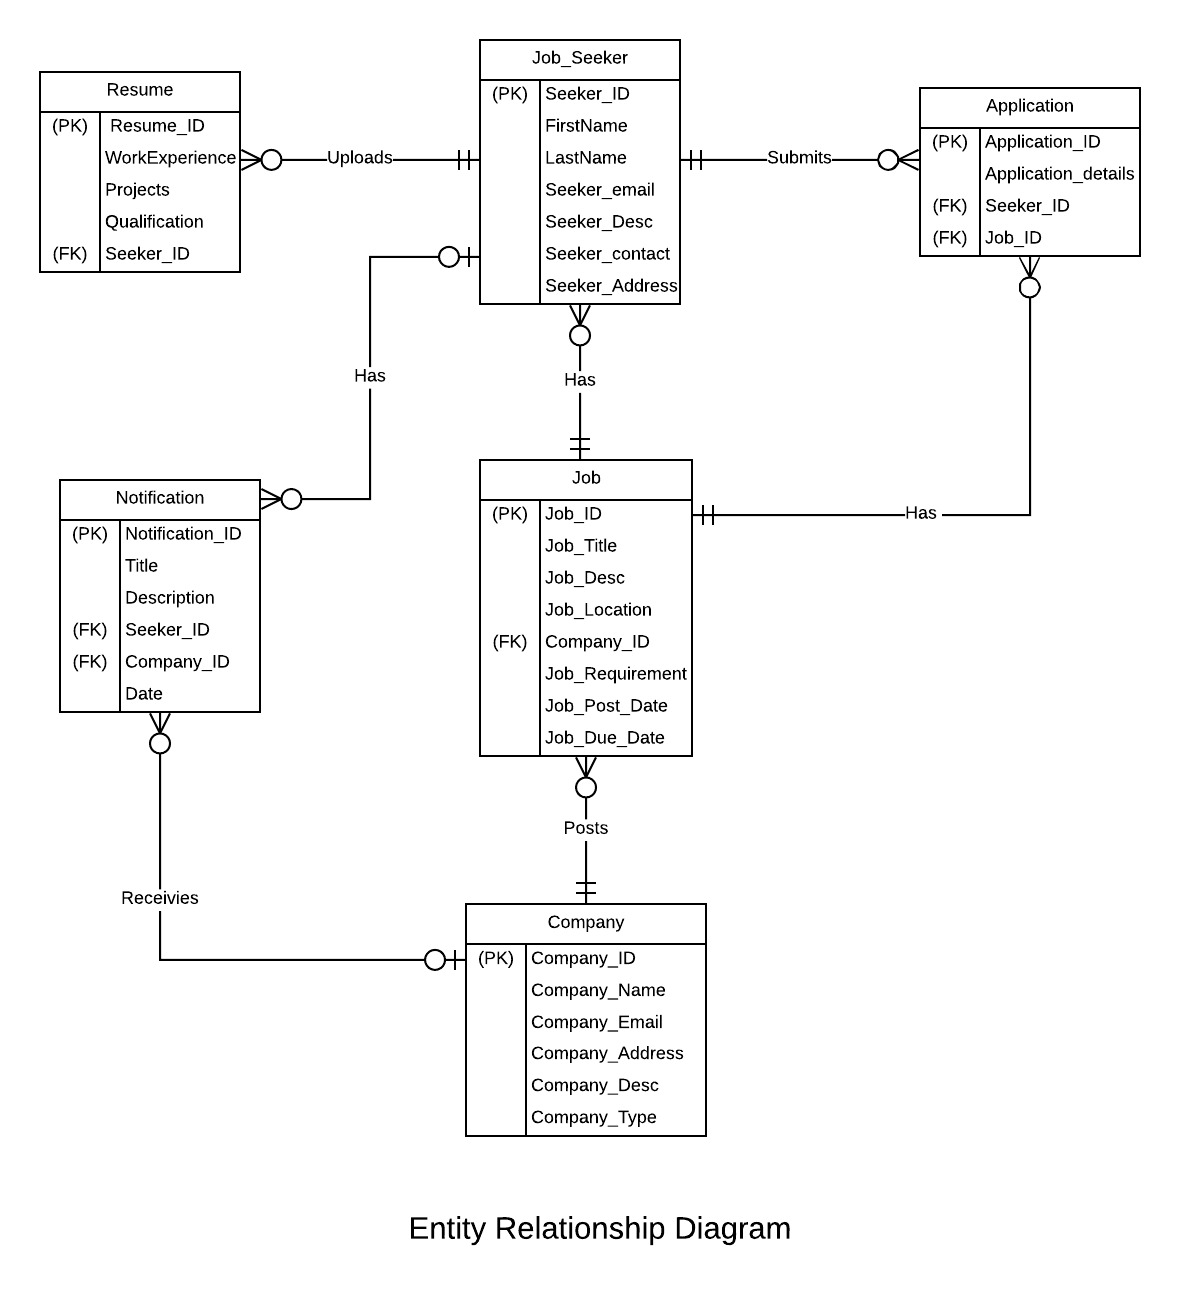 Resume
(PK) Resume_ID
WorkExperience
Projects
Qualification
(FK) Seeker_ID
Uploads
Job_Seeker
(PK) Seeker_ID
FirstName
LastName
Seeker_email
Seeker_Desc
Seeker_contact
Seeker_Address
Submits
Application
(PK) Application_ID
Application_details
(FK) Seeker_ID
(FK) Job_ID
Has
Has
Notification
(PK) Notification_ID
Title
Description
(FK) Seeker_ID
(FK) Company_ID
Date
Job
(PK) Job_ID
Job_Title
Job_Desc
Job_Location
(FK) Company_ID
Job_Requirement
Job_Post_Date
Job_Due_Date
Has
Posts
Receivies
Company
(PK) Company_ID
Company_Name
Company_Email
Company_Address
Company_Desc
Company_Type
Entity Relationship Diagram